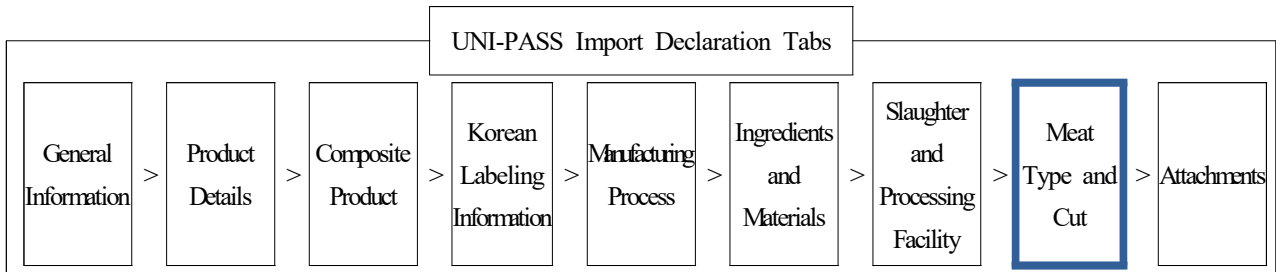 UNI-PASS Import Declaration Tabs
General
Information
>
Product
Details
>
Composite
Product
>
Korean
Labeling
Information
>
Manufacturing
Process
>
Ingredients
and
Materials
>
Slaughter
and
Processing
Facility
>
Meat
Type and
Cut
>
Attachments